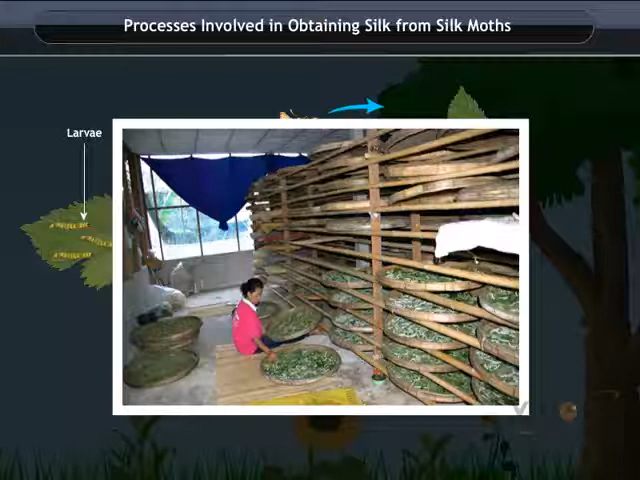 Processes Involved in Obtaining Silk from Silk Moths
Larvae